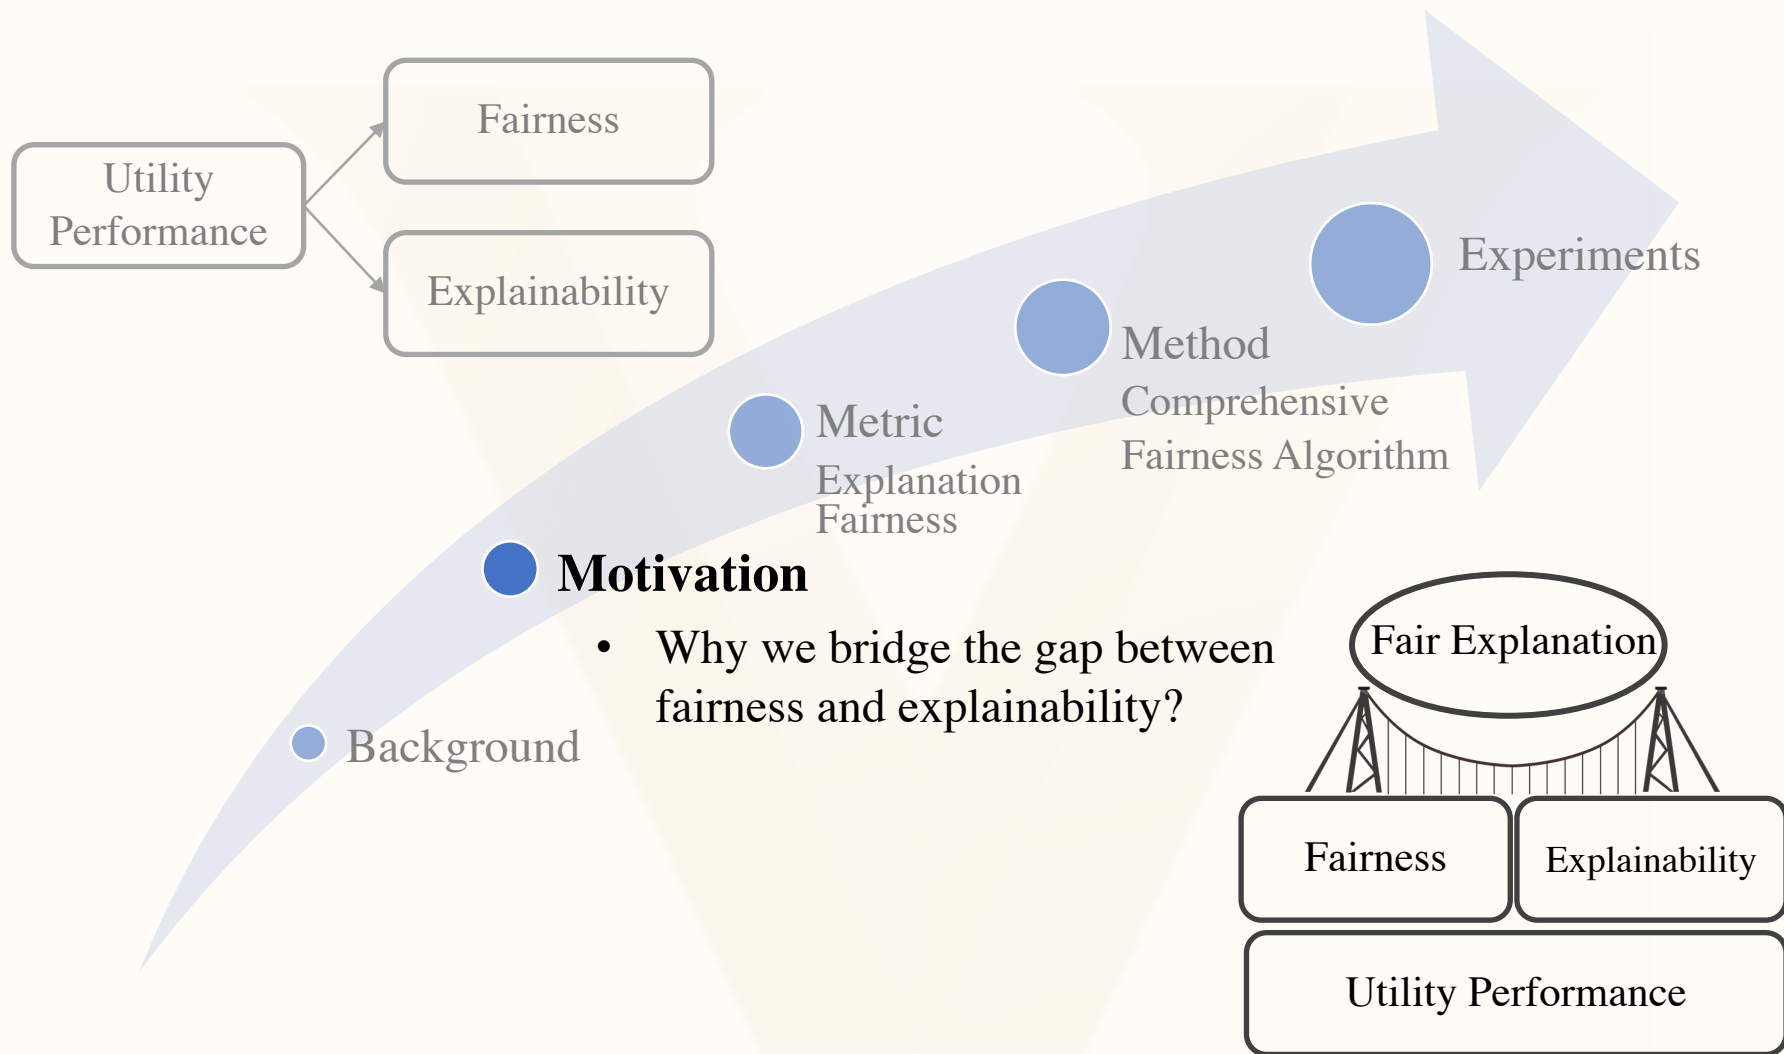 Utility
Performance
Fairness
Explainability
Experiments
Method
Comprehensive
Fairness Algorithm
Metric
Explanation
Fairness
Motivation
• Why we bridge the gap between
fairness and explainability?
Background
Fair Explanation
Fairness
Explainability
Utility Performance